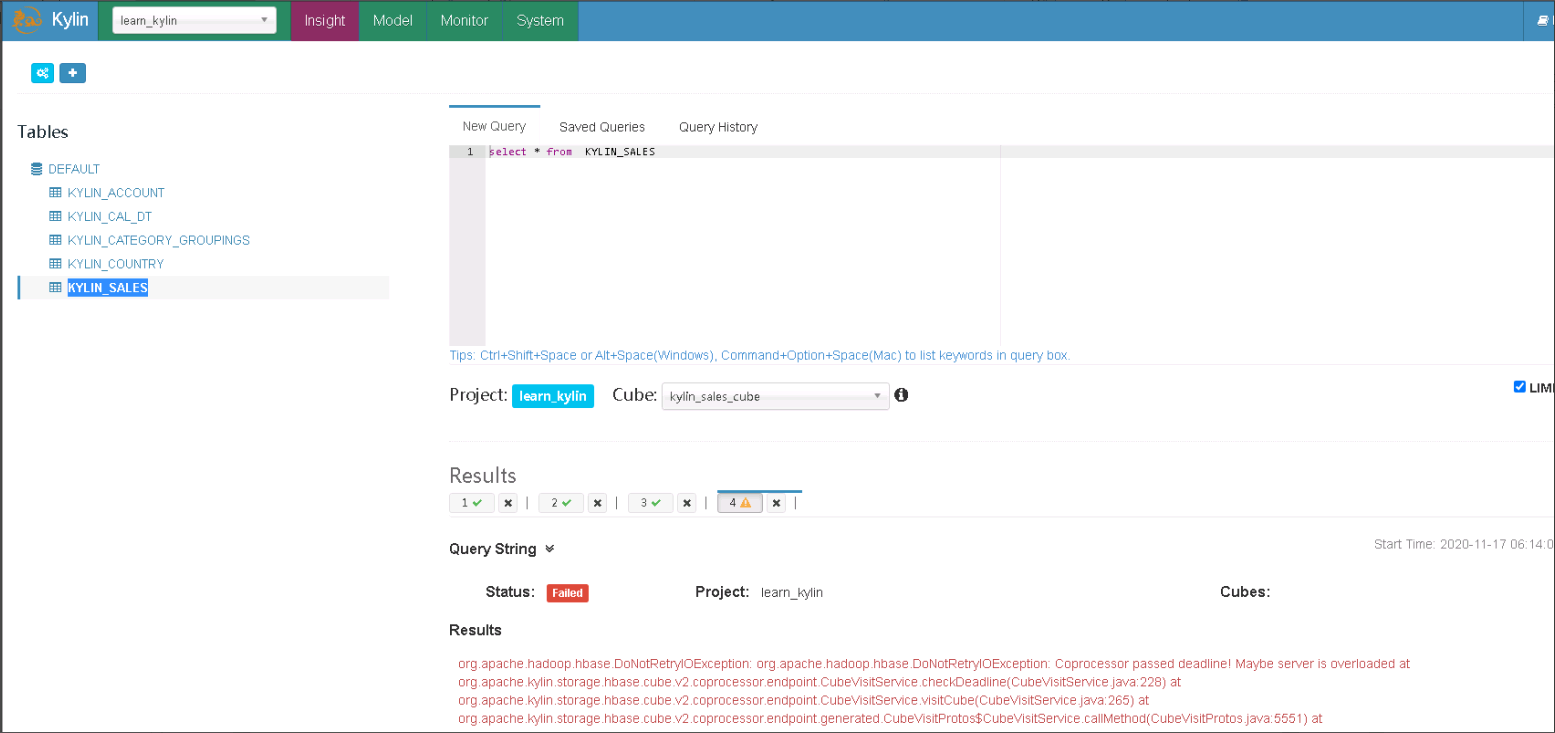 Kylin
learn_kylin
Insight
Model
Monitor
System
Tables
DEFAULT
KYLIN_ACCOUNT
KYLIN_CAL_DT
KYLIN_CATEGORY_GROUPINGS
KYLIN_COUNTRY
KYLIN_SALES
New Query Saved Queries Query History
1 select * from  KYLIN_SALES
Tips: Ctrl+Shift+Space or Alt+Space(Windows), Command+Option+Space(Mac) to list keywords in query box.
Project: learn_kylin Cube: kylin_sales_cube LIMI
Results
1 | 2 | 3 | 4 |
Query String
Start Time: 2020-11-17 06:14:0
Status: Failed Project: learn_kylin Cubes:
Results
org.apache.hadoop.hbase.DoNotRetryIOException: org.apache.hadoop.hbase.DoNotRetryIOException: Coprocessor passed deadline! Maybe server is overloaded at
org.apache.kylin.storage.hbase.cube.v2.coprocessor.endpoint.CubeVisitService.checkDeadline(CubeVisitService.java:228) at
org.apache.kylin.storage.hbase.cube.v2.coprocessor.endpoint.CubeVisitService.visitCube(CubeVisitService.java:265) at
org.apache.kylin.storage.hbase.cube.v2.coprocessor.endpoint.generated.CubeVisitProtos$CubeVisitService.callMethod(CubeVisitProtos.java:5551) at